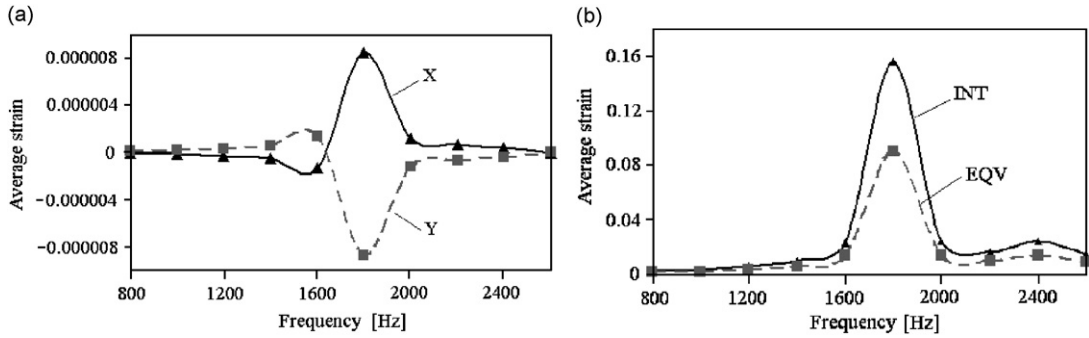 (a)
Average strain
0.000008
0.000004
0
−0.000004
−0.000008
X
Y
800 1200 1600 2000 2400
Frequency [Hz]
(b)
Average strain
0.16
0.12
0.08
0.04
0
INT
EQV
800 1200 1600 2000 2400
Frequency [Hz]